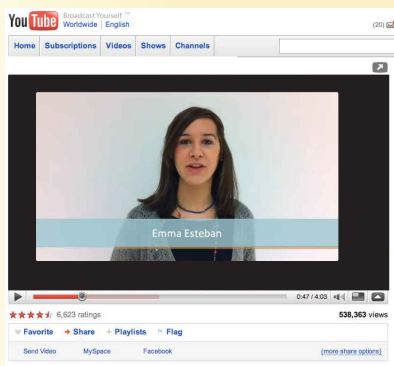 You Tube Broadcast Yourself ™
Worldwide | English
(20)
Home Subscriptions Videos Shows Channels
Emma Esteban
0:47 / 4:03
6,623 ratings 538,363 views
Favorite Share Playlists Flag
Send Video MySpace Facebook (more share options)